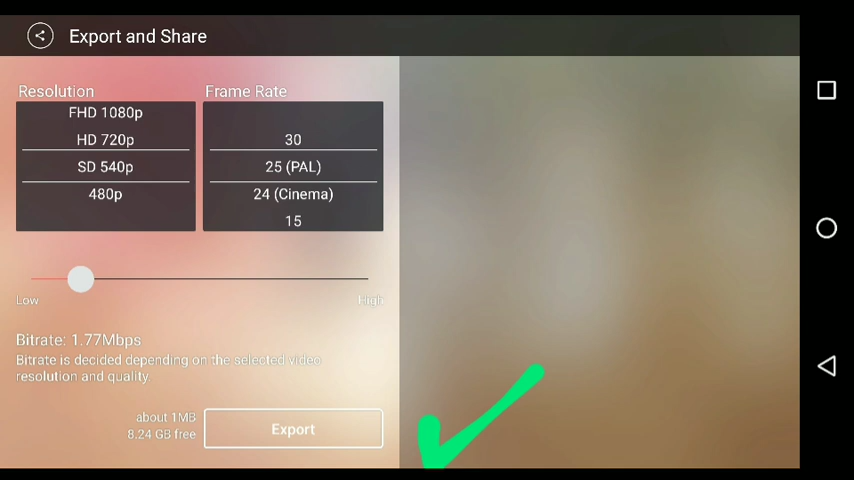 Export and Share
Resolution
Frame Rate
FHD 1080p
HD 720p
SD 540p
480p
30
25 (PAL)
24 (Cinema)
15
Low
High
Bitrate: 1.77Mbps
Bitrate is decided depending on the selected video
resolution and quality.
about 1MB
8.24 GB free
Export